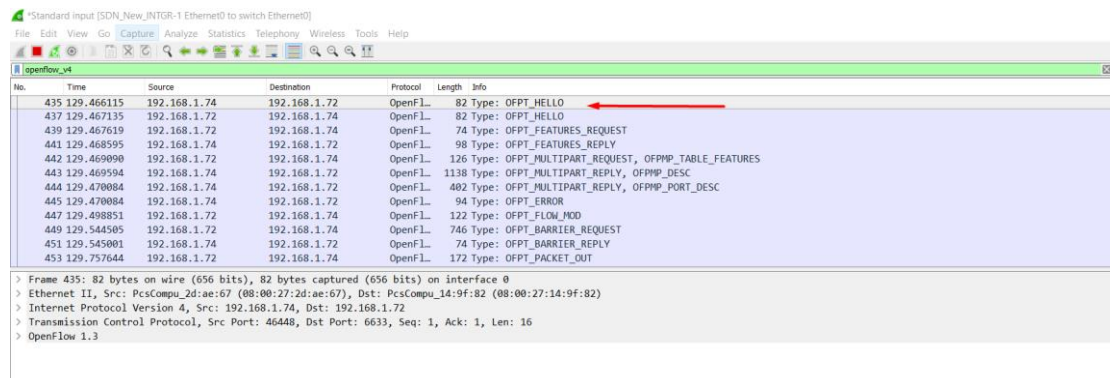 *Standard input [SDN_New_INTGR-1 Ethernet0 to switch Ethernet0]
File Edit View Go Capture Analyze Statistics Telephony Wireless Tools Help
openflow_v4
No. Time Source Destination Protocol Length Info
435 129.466115 192.168.1.74 192.168.1.72 OpenFl… 82 Type: OFPT_HELLO
437 129.467135 192.168.1.72 192.168.1.74 OpenFl… 82 Type: OFPT_HELLO
439 129.467619 192.168.1.72 192.168.1.74 OpenFl… 74 Type: OFPT_FEATURES_REQUEST
441 129.468595 192.168.1.74 192.168.1.72 OpenFl… 98 Type: OFPT_FEATURES_REPLY
442 129.469090 192.168.1.72 192.168.1.74 OpenFl… 126 Type: OFPT_MULTIPART_REQUEST, OFPMP_TABLE_FEATURES
443 129.469594 192.168.1.74 192.168.1.72 OpenFl… 1138 Type: OFPT_MULTIPART_REPLY, OFPMP_DESC
444 129.470084 192.168.1.74 192.168.1.72 OpenFl… 402 Type: OFPT_MULTIPART_REPLY, OFPMP_PORT_DESC
445 129.470084 192.168.1.74 192.168.1.72 OpenFl… 94 Type: OFPT_ERROR
447 129.498851 192.168.1.72 192.168.1.74 OpenFl… 122 Type: OFPT_FLOW_MOD
449 129.544505 192.168.1.72 192.168.1.74 OpenFl… 746 Type: OFPT_BARRIER_REQUEST
451 129.545001 192.168.1.74 192.168.1.72 OpenFl… 74 Type: OFPT_BARRIER_REPLY
453 129.757644 192.168.1.72 192.168.1.74 OpenFl… 172 Type: OFPT_PACKET_OUT
> Frame 435: 82 bytes on wire (656 bits), 82 bytes captured (656 bits) on interface 0
> Ethernet II, Src: PcsCompu_2d:ae:67 (08:00:27:2d:ae:67), Dst: PcsCompu_14:9f:82 (08:00:27:14:9f:82)
> Internet Protocol Version 4, Src: 192.168.1.74, Dst: 192.168.1.72
> Transmission Control Protocol, Src Port: 46448, Dst Port: 6633, Seq: 1, Ack: 1, Len: 16
> OpenFlow 1.3